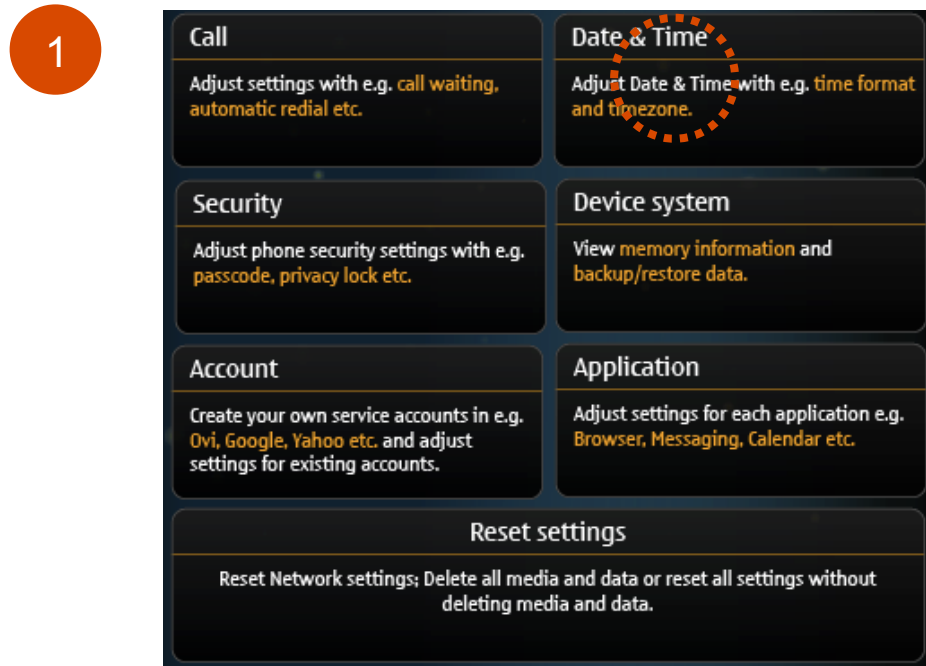 1
Call
Adjust settings with e.g. call waiting,
automatic redial etc.
Date & Time
Adjust Date & Time with e.g. time format
and timezone.
Security
Adjust phone security settings with e.g.
passcode, privacy lock etc.
Device system
View memory information and
backup/restore data.
Account
Create your own service accounts in e.g.
Ovi, Google, Yahoo etc. and adjust
settings for existing accounts.
Application
Adjust settings for each application e.g.
Browser, Messaging, Calendar etc.
Reset settings
Reset Network settings; Delete all media and data or reset all settings without
deleting media and data.